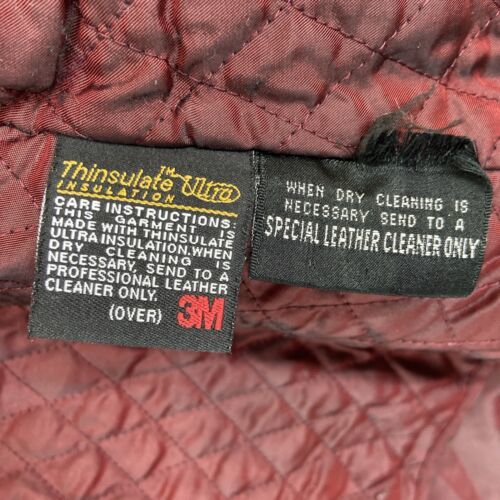 Thinsulate™ Ultra
INSULATION
CARE INSTRUCTIONS:
THIS GARMENT
MADE WITH THINSULATE
ULTRA INSULATION.WHEN
DRY CLEANING IS
NECESSARY, SEND TO A
PROFESSIONAL LEATHER
CLEANER ONLY.
(OVER) 3M
WHEN DRY CLEANING IS
NECESSARY SEND TO A
SPECIAL LEATHER CLEANER ONLY